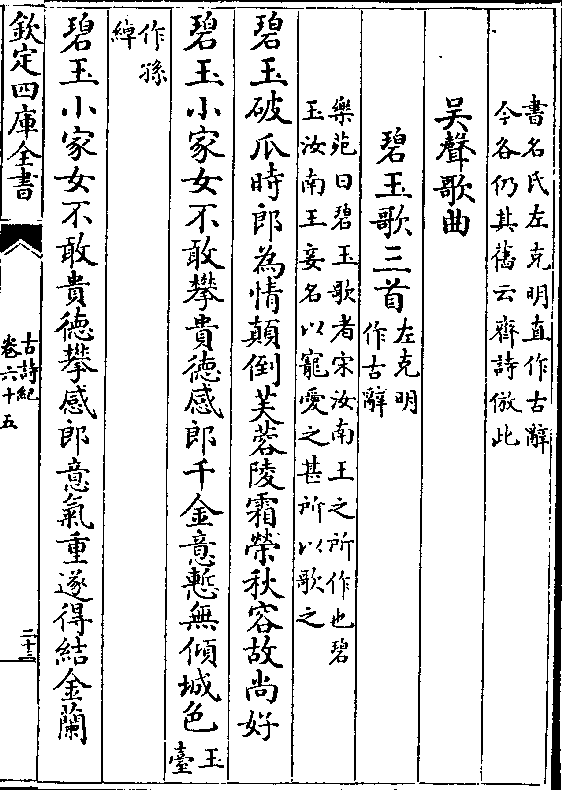 書名氏左克明直作古辭
今各仍其舊云齊詩倣此
吴聲歌曲
碧玉歌三首左克明
作古辭
樂苑曰碧玉歌者宋汝南王之所作也碧
玉汝南王妾名以寵愛之甚所以歌之
碧玉破瓜時郎為情顛倒芙蓉陵霜榮秋容故尚好
碧玉小家女不敢攀貴徳感郎千金意慙無傾城色玉
臺
作孫
綽
碧玉小家女不敢貴徳攀感郎意氣重遂得結金蘭
欽定四庫全書
古詩紀
卷六十五
二十三